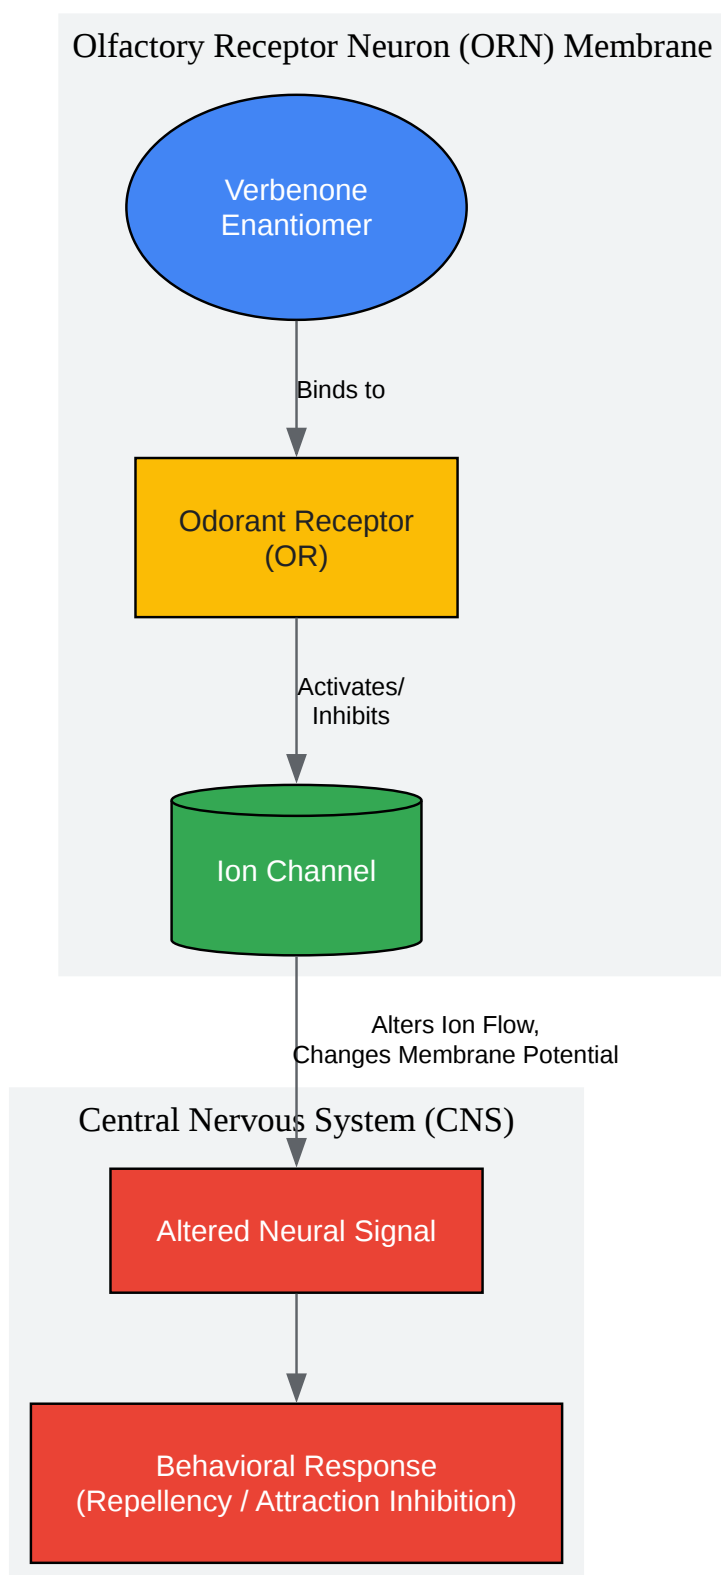 Olfactory Receptor Neuron (ORN) Membrane
Verbenone
Enantiomer
Binds to
Odorant Receptor
(OR)
Activates/
Inhibits
Ion Channel
Alters Ion Flow,
Changes Membrane Potential
Central Nervous System (CNS)
Altered Neural Signal
Behavioral Response
(Repellency / Attraction Inhibition)